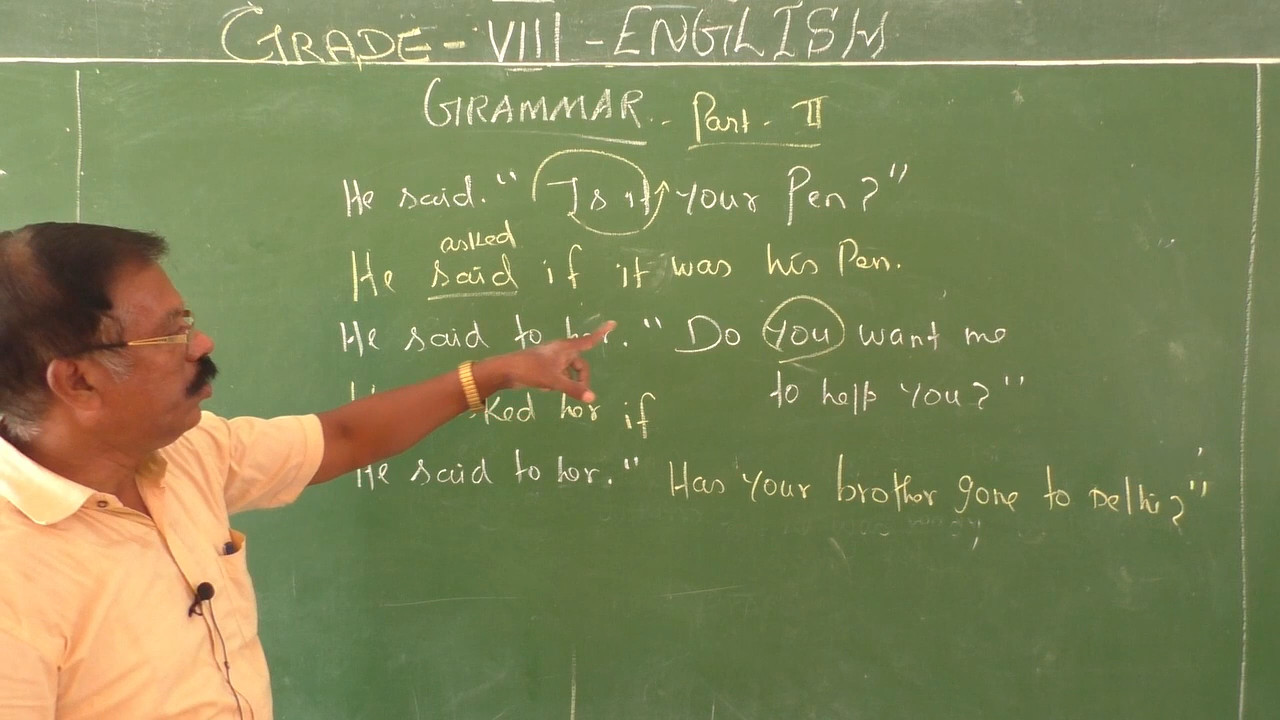 GRADE - VIII - ENGLISH
GRAMMAR .. Part - II
He said. " Is it your Pen? "
asked
He said if it was his Pen.
He said to her. " Do you want me
to help you? "
her if
He said to her. " Has your brother gone to Delhi? "